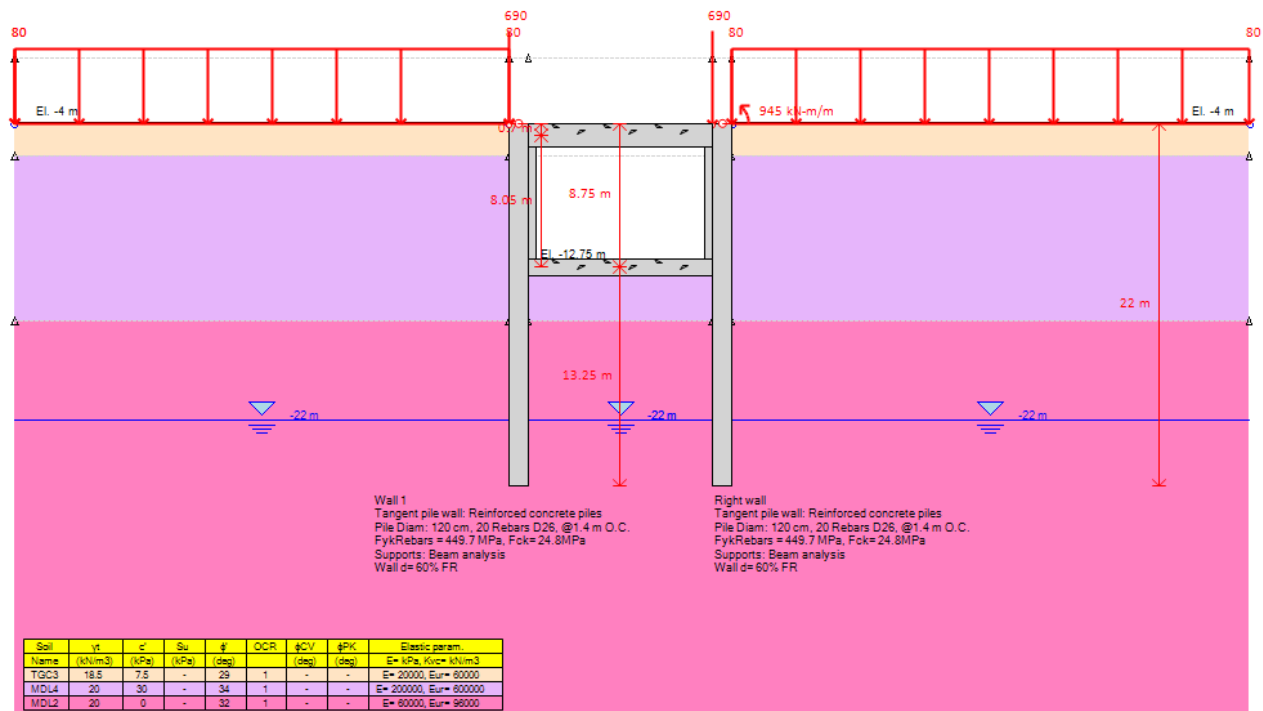 690 690
80 80 80 80
El. -4 m 945 kN-m/m El. -4 m
0.7 m
8.05 m 8.75 m
El. -12.75 m
22 m
13.25 m
-22 m -22 m -22 m
Wall 1
Tangent pile wall: Reinforced concrete piles
Pile Diam: 120 cm, 20 Rebars D26, @1.4 m O.C.
FykRebars = 449.7 MPa, Fck= 24.8MPa
Supports: Beam analysis
Wall d= 60% FR
Right wall
Tangent pile wall: Reinforced concrete piles
Pile Diam: 120 cm, 20 Rebars D26, @1.4 m O.C.
FykRebars = 449.7 MPa, Fck= 24.8MPa
Supports: Beam analysis
Wall d= 60% FR
Soil γt c' Su ϕ' OCR ϕCV ϕPK Elastic param.
Name (kN/m3) (kPa) (kPa) (deg) (deg) (deg) E= kPa, Kvc= kN/m3
TGC3 18.5 7.5 - 29 1 - - E= 20000, Eur= 60000
MDL4 20 30 - 34 1 - - E= 200000, Eur= 600000
MDL2 20 0 - 32 1 - - E= 60000, Eur= 96000